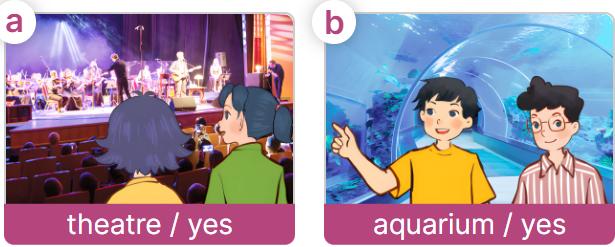 a
b
theatre / yes
aquarium / yes